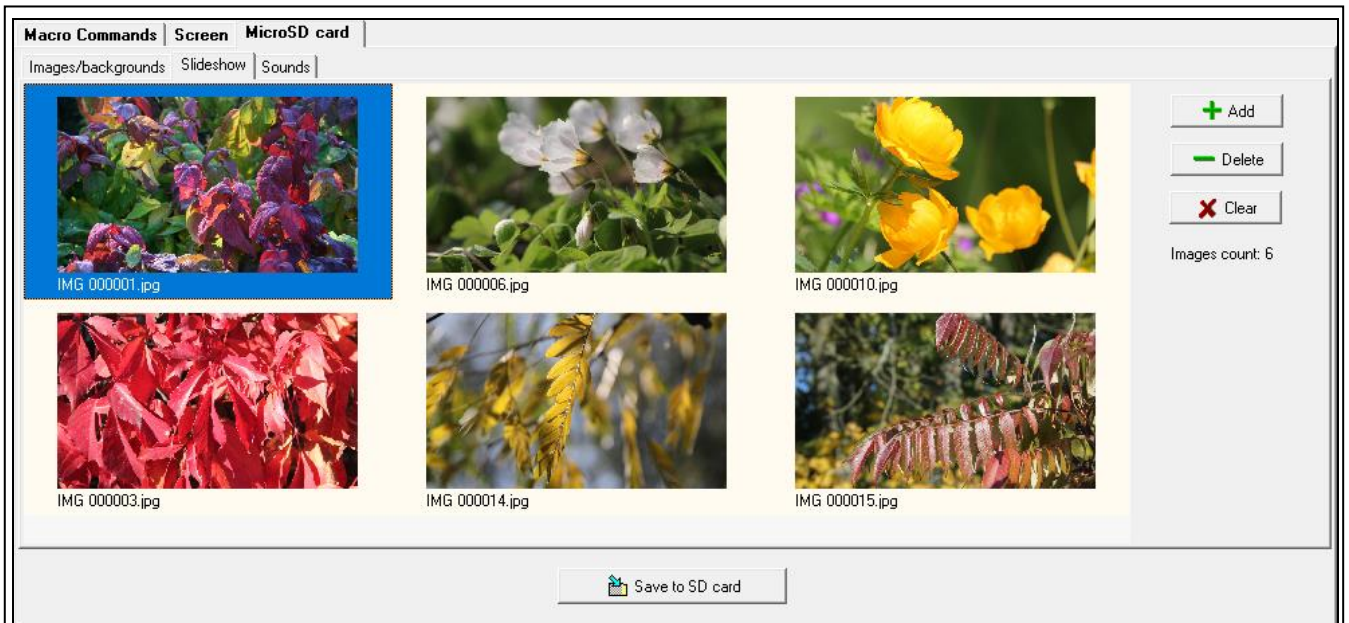 Macro Commands Screen MicroSD card
Images/backgrounds Slideshow Sounds
Add
Delete
Clear
Images count: 6
IMG 000001.jpg IMG 000006.jpg IMG 000010.jpg
IMG 000003.jpg IMG 000014.jpg IMG 000015.jpg
Save to SD card